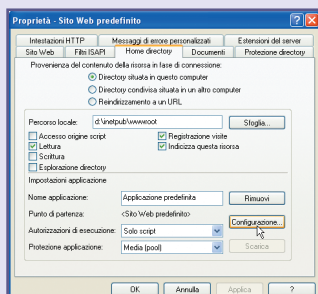 Proprietà - Sito Web predefinito
Intestazioni HTTP Messaggi di errore personalizzati Estensioni del server
Sito Web Filtri ISAPI Home directory Documenti Protezione directory
Provenienza del contenuto della risorsa in fase di connessione:
Directory situata in questo computer
Directory condivisa situata in un altro computer
Reindirizzamento a un URL
Percorso locale: d:\inetpub\wwwroot Sfoglia...
Accesso origine script Registrazione visite
Lettura Indicizza questa risorsa
Scrittura
Esplorazione directory
Impostazioni applicazione
Nome applicazione: Applicazione predefinita Rimuovi
Punto di partenza: <Sito Web predefinito> Configurazione...
Autorizzazioni di esecuzione: Solo script
Protezione applicazione: Media (pool) Scarica
OK Annulla Applica ?